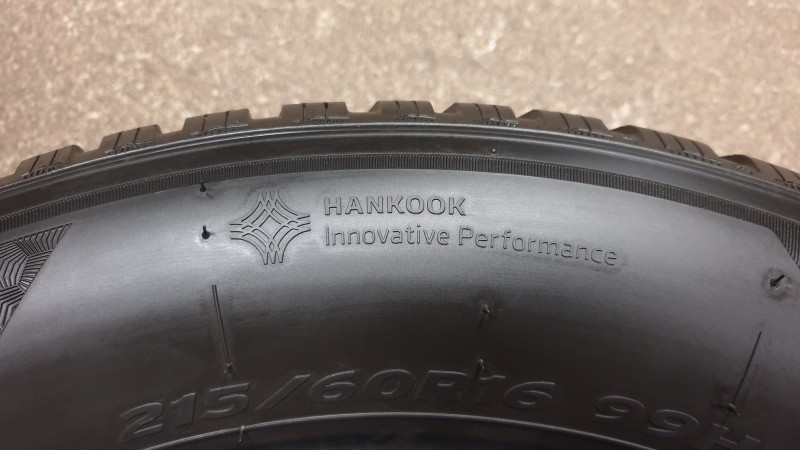 HANKOOK
Innovative Performance
215/60R16 99H